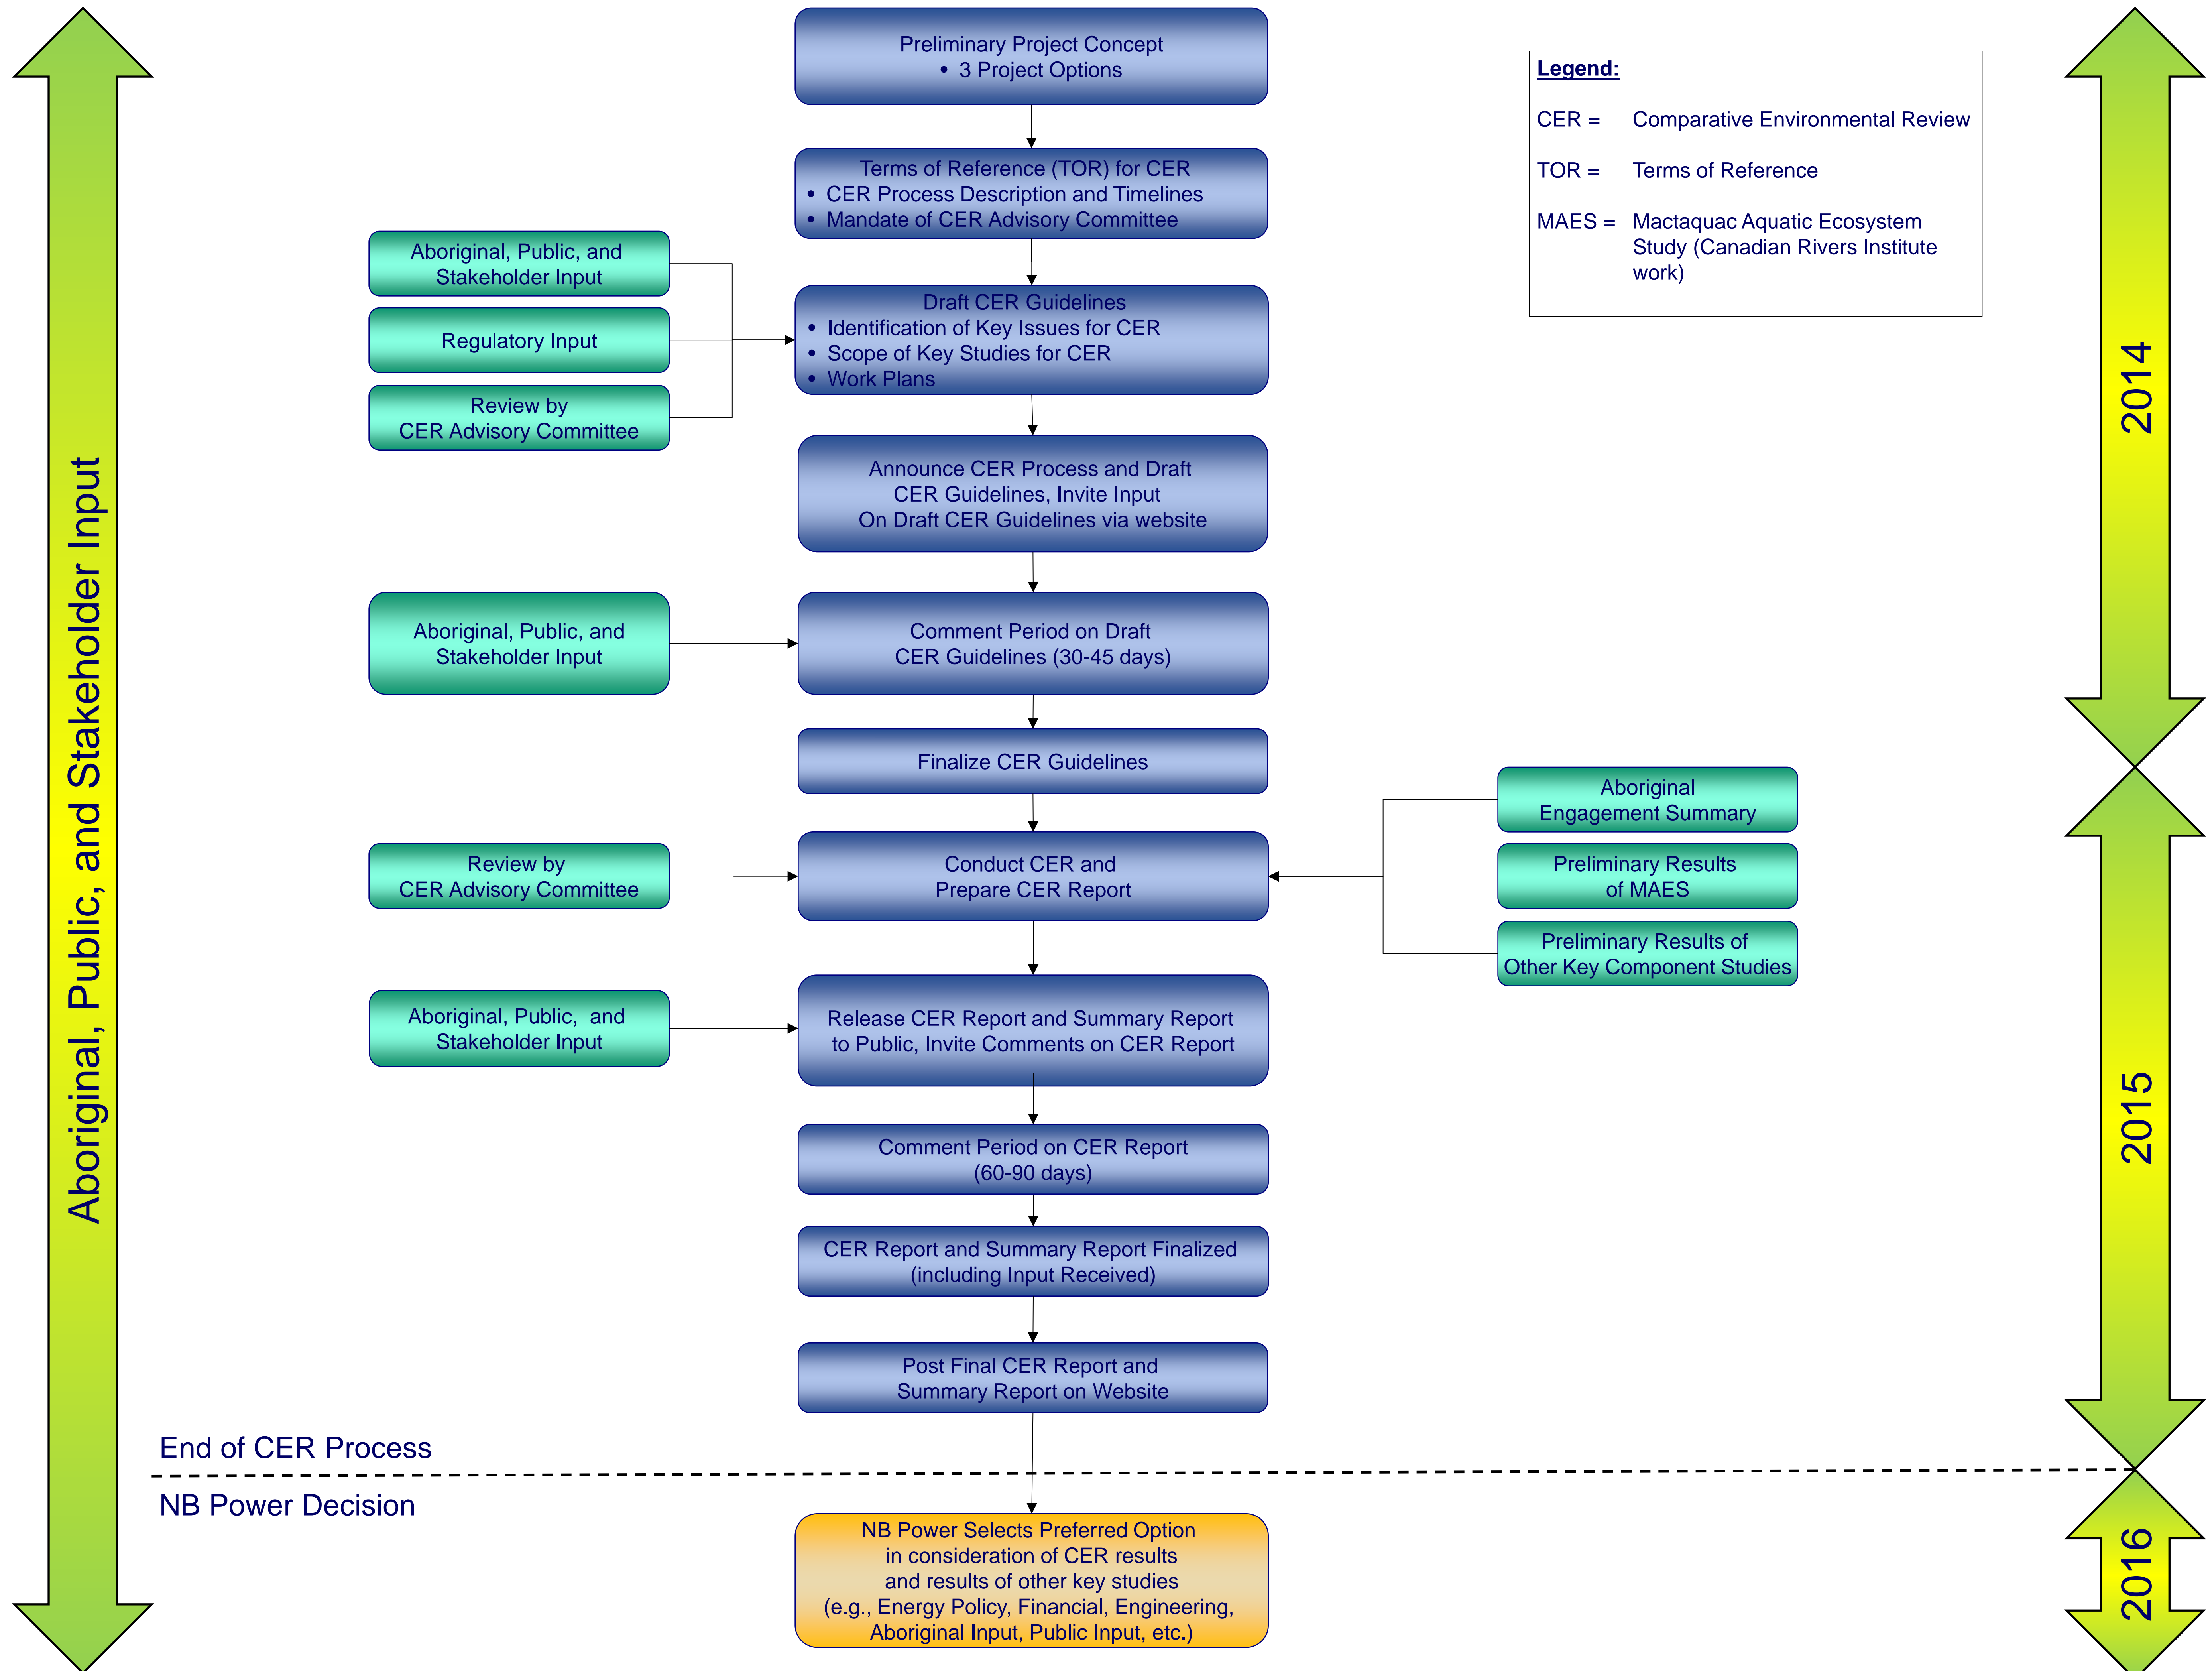 Aboriginal, Public, and Stakeholder Input
Preliminary Project Concept
• 3 Project Options
Legend:
CER = Comparative Environmental Review
TOR = Terms of Reference
MAES = Mactaquac Aquatic Ecosystem
Study (Canadian Rivers Institute
work)
2014
Terms of Reference (TOR) for CER
• CER Process Description and Timelines
• Mandate of CER Advisory Committee
Aboriginal, Public, and
Stakeholder Input
Regulatory Input
Review by
CER Advisory Committee
Draft CER Guidelines
• Identification of Key Issues for CER
• Scope of Key Studies for CER
• Work Plans
Announce CER Process and Draft
CER Guidelines, Invite Input
On Draft CER Guidelines via website
Aboriginal, Public, and
Stakeholder Input
Comment Period on Draft
CER Guidelines (30-45 days)
Finalize CER Guidelines
Review by
CER Advisory Committee
Conduct CER and
Prepare CER Report
Aboriginal
Engagement Summary
Preliminary Results
of MAES
Preliminary Results of
Other Key Component Studies
2015
Aboriginal, Public, and
Stakeholder Input
Release CER Report and Summary Report
to Public, Invite Comments on CER Report
Comment Period on CER Report
(60-90 days)
CER Report and Summary Report Finalized
(including Input Received)
Post Final CER Report and
Summary Report on Website
End of CER Process
NB Power Decision
NB Power Selects Preferred Option
in consideration of CER results
and results of other key studies
(e.g., Energy Policy, Financial, Engineering,
Aboriginal Input, Public Input, etc.)
2016